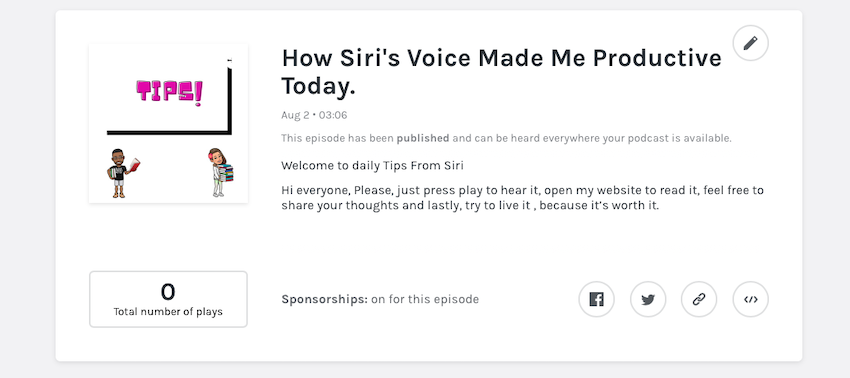 TIPS!
How Siri's Voice Made Me Productive
Today.
Aug 2 • 03:06
This episode has been published and can be heard everywhere your podcast is available.
Welcome to daily Tips From Siri
Hi everyone, Please, just press play to hear it, open my website to read it, feel free to
share your thoughts and lastly, try to live it , because it's worth it.
0
Total number of plays
Sponsorships: on for this episode